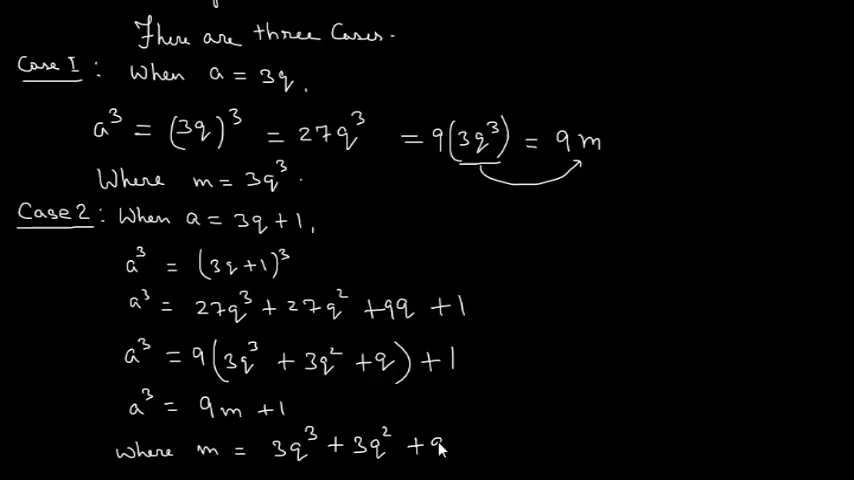 There are three Cases.
Case I : When a = 3q,
a³ = (3q)³ = 27q³ = 9(3q³) = 9m
Where m = 3q³.
Case 2 : When a = 3q + 1,
a³ = (3q+1)³
a³ = 27q³ + 27q² + 9q + 1
a³ = 9(3q³ + 3q² + q) + 1
a³ = 9m + 1
where m = 3q³ + 3q² + q